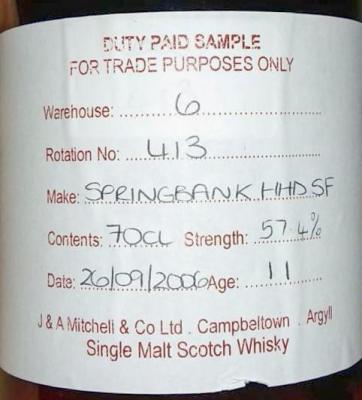 DUTY PAID SAMPLE
FOR TRADE PURPOSES ONLY
Warehouse: 6
Rotation No: 413
Make: SPRINGBANK HHD SF
Contents: 70CL Strength: 57.4%
Date: 26/09/2006 Age: 11
J & A Mitchell & Co Ltd . Campbeltown . Argyll
Single Malt Scotch Whisky